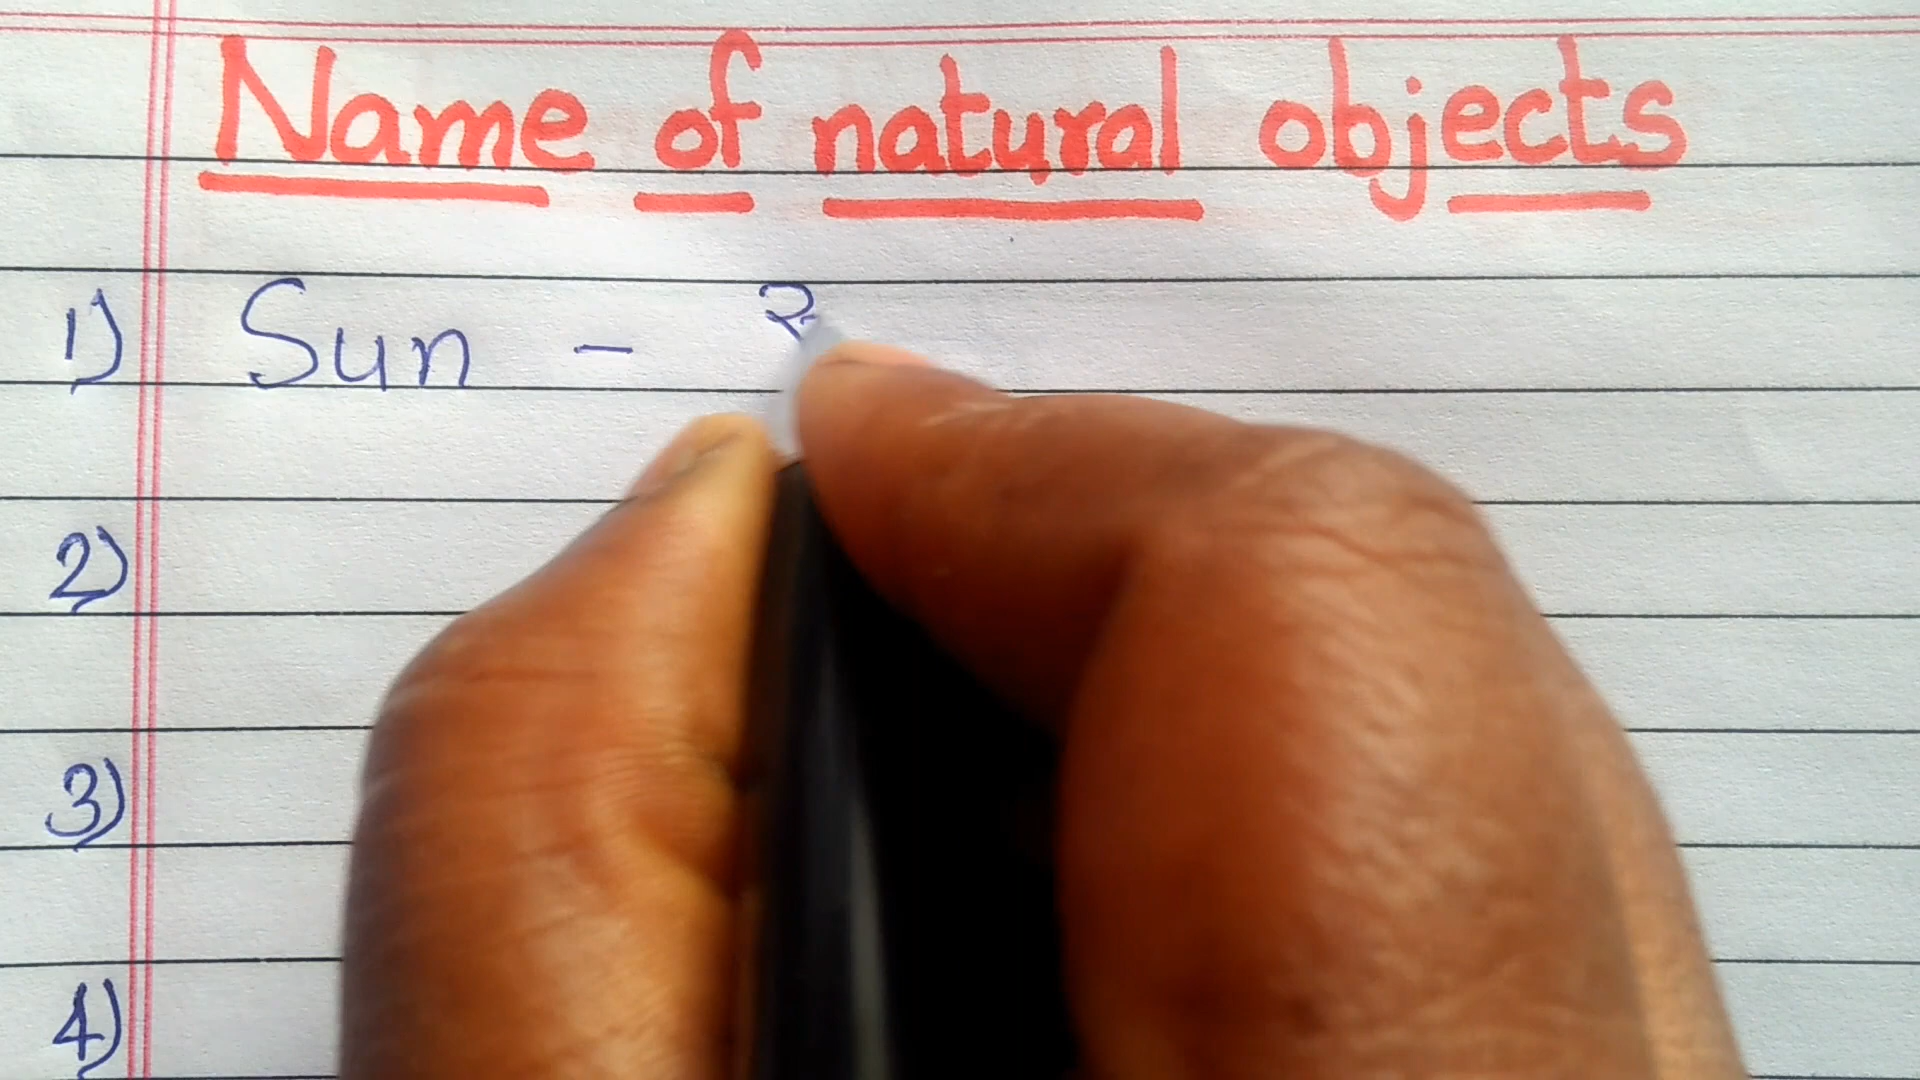 Name of natural objects
1) Sun -
2)
3)
4)